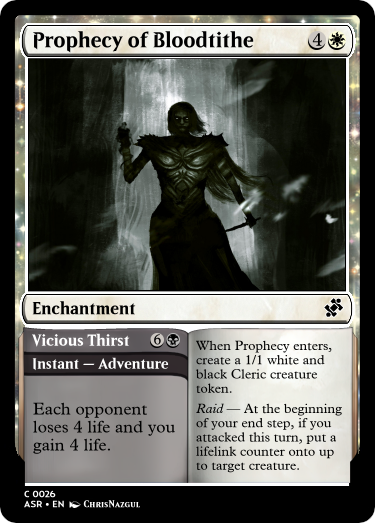 Prophecy of Bloodtithe 4
Enchantment
Vicious Thirst 6
Instant — Adventure
Each opponent
loses 4 life and you
gain 4 life.
When Prophecy enters,
create a 1/1 white and
black Cleric creature
token.
Raid — At the beginning
of your end step, if you
attacked this turn, put a
lifelink counter onto up
to target creature.
C 0026
ASR • EN ChrisNazgul